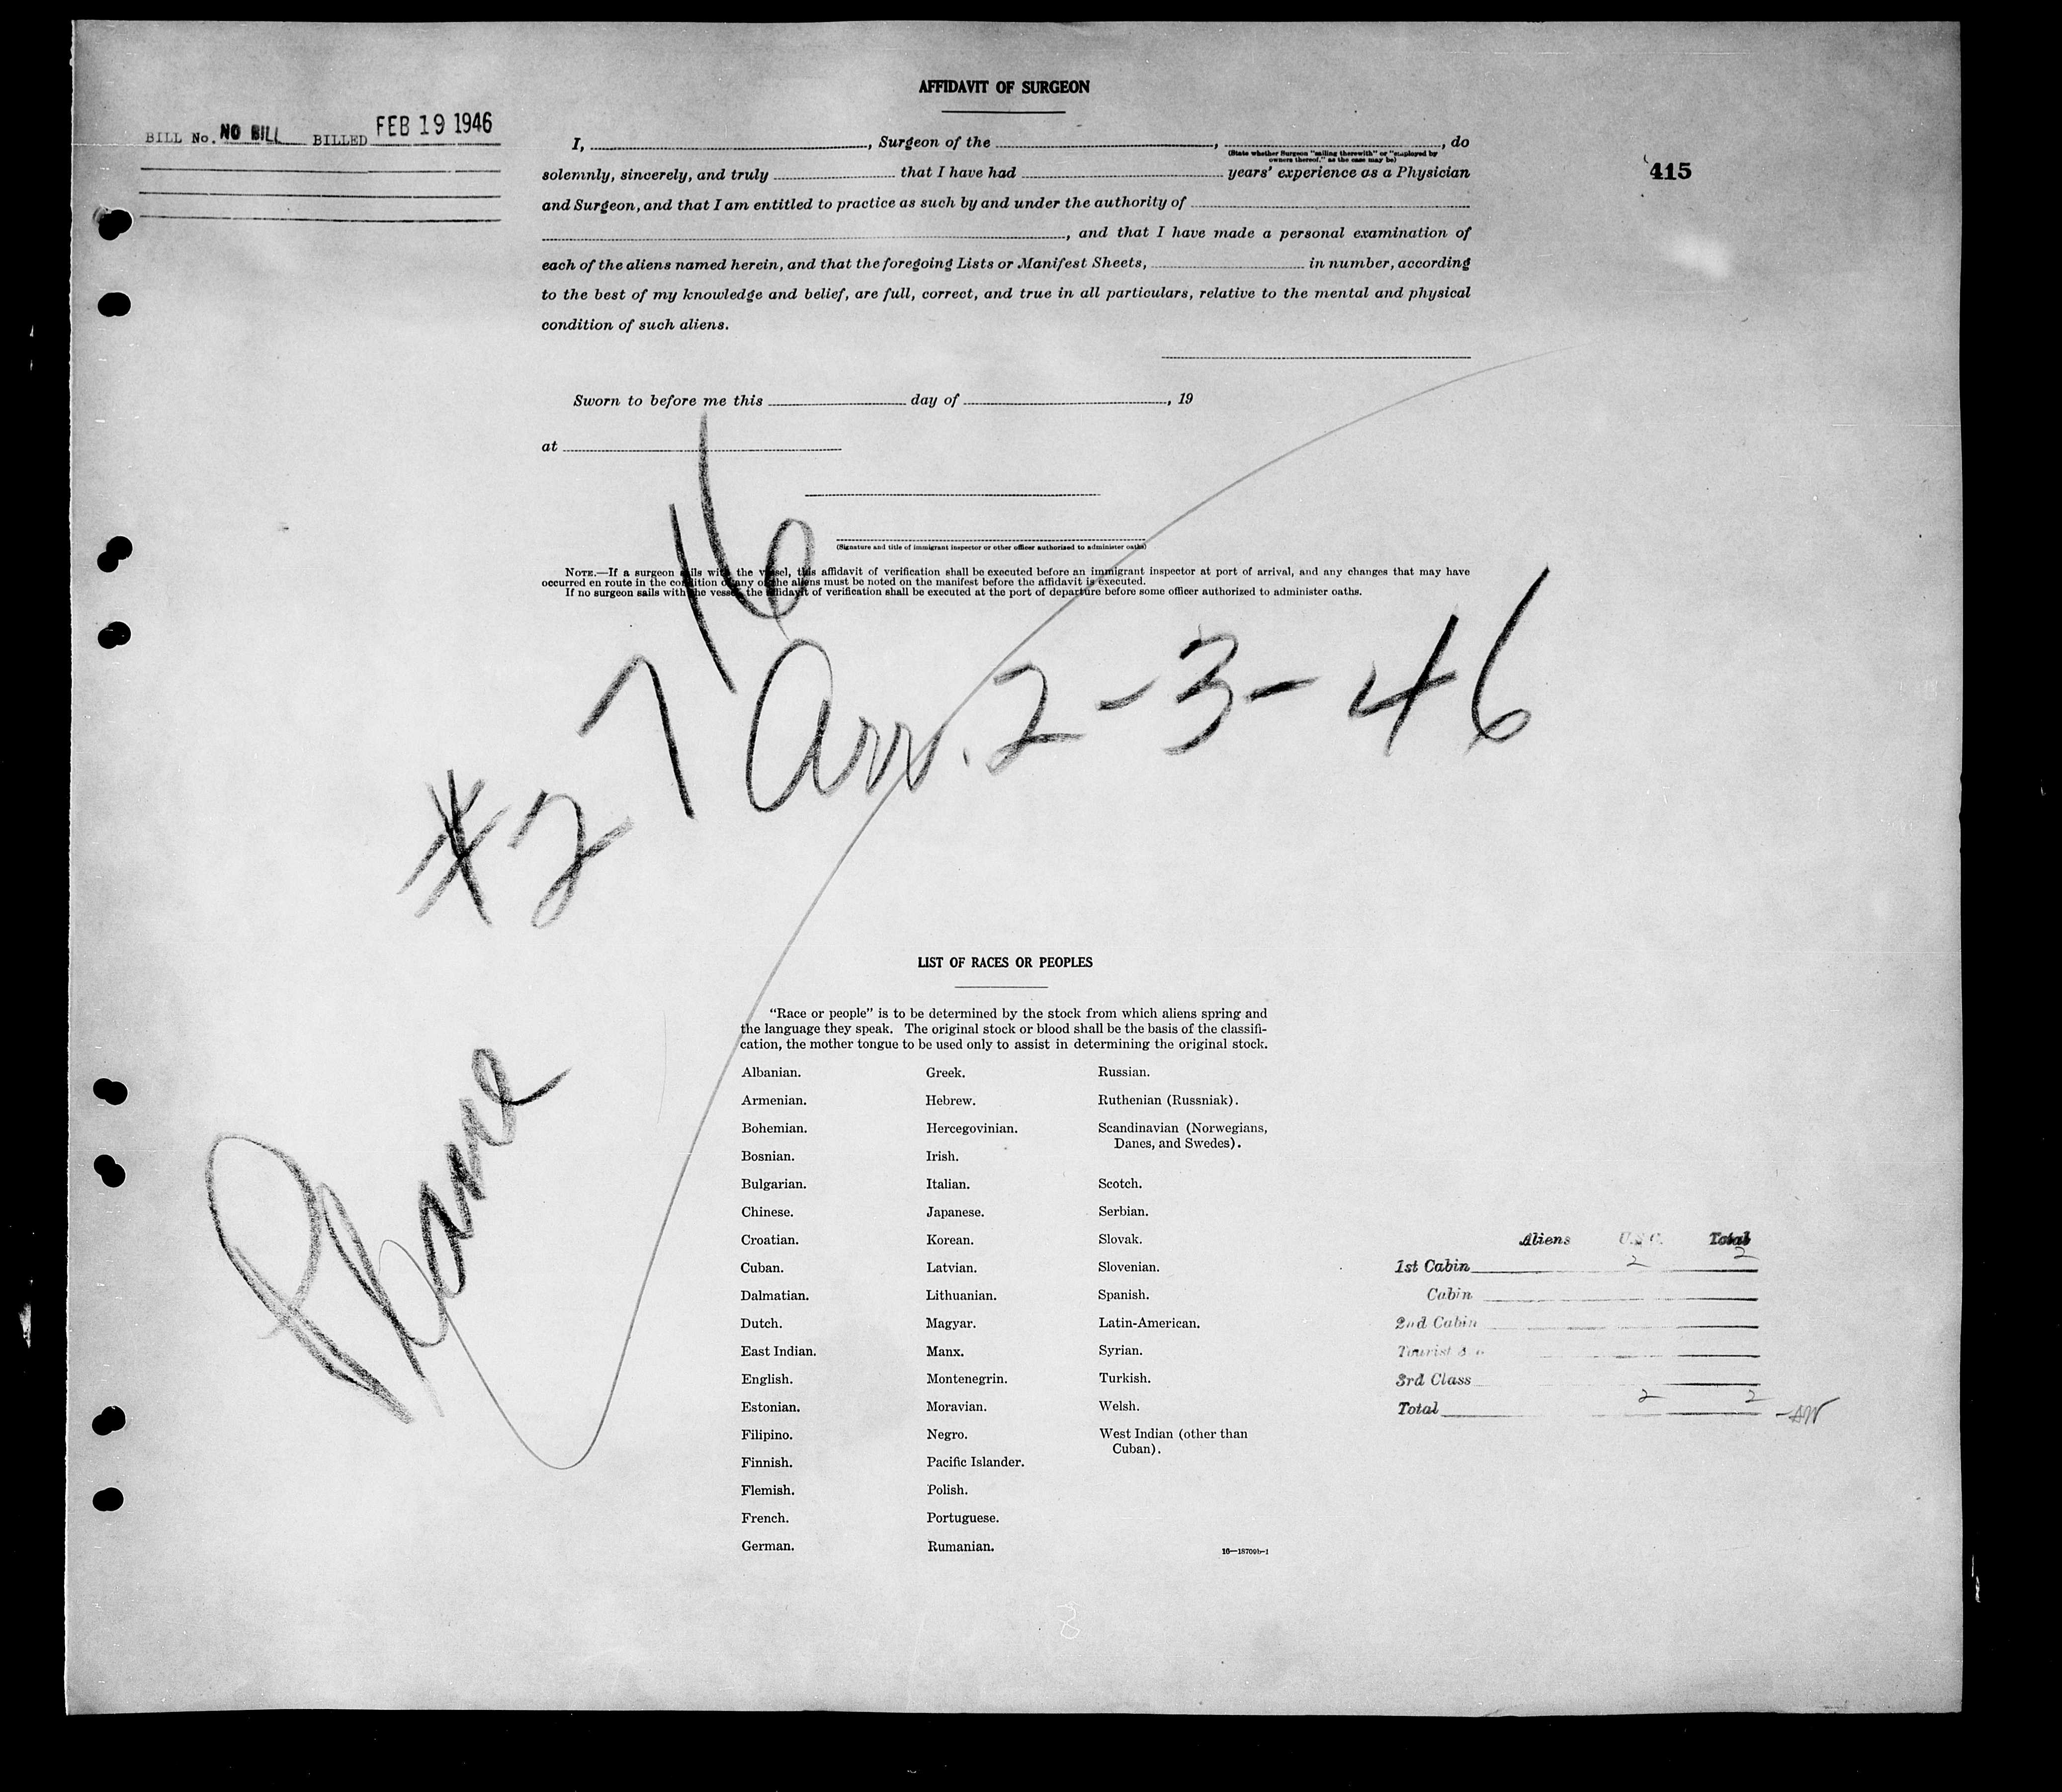 AFFIDAVIT OF SURGEON
BILL No. NO BILL BILLED FEB 19 1946
I, , Surgeon of the , , do
(State whether Surgeon "sailing therewith" or "employed by
owners thereof," as the case may be)
415
solemnly, sincerely, and truly that I have had years' experience as a Physician
and Surgeon, and that I am entitled to practice as such by and under the authority of
, and that I have made a personal examination of
each of the aliens named herein, and that the foregoing Lists or Manifest Sheets, in number, according
to the best of my knowledge and belief, are full, correct, and true in all particulars, relative to the mental and physical
condition of such aliens.
Sworn to before me this day of , 19
at
(Signature and title of immigrant inspector or other officer authorized to administer oaths)
NOTE.—If a surgeon sails with the vessel, this affidavit of verification shall be executed before an immigrant inspector at port of arrival, and any changes that may have
occurred en route in the condition of any of the aliens must be noted on the manifest before the affidavit is executed.
If no surgeon sails with the vessel the affidavit of verification shall be executed at the port of departure before some officer authorized to administer oaths.
Plane #2716
Arr. 2-3-46
LIST OF RACES OR PEOPLES
"Race or people" is to be determined by the stock from which aliens spring and
the language they speak. The original stock or blood shall be the basis of the classifi-
cation, the mother tongue to be used only to assist in determining the original stock.
Albanian.
Armenian.
Bohemian.
Bosnian.
Bulgarian.
Chinese.
Croatian.
Cuban.
Dalmatian.
Dutch.
East Indian.
English.
Estonian.
Filipino.
Finnish.
Flemish.
French.
German.
Greek.
Hebrew.
Hercegovinian.
Irish.
Italian.
Japanese.
Korean.
Latvian.
Lithuanian.
Magyar.
Manx.
Montenegrin.
Moravian.
Negro.
Pacific Islander.
Polish.
Portuguese.
Rumanian.
Russian.
Ruthenian (Russniak).
Scandinavian (Norwegians,
Danes, and Swedes).
Scotch.
Serbian.
Slovak.
Slovenian.
Spanish.
Latin-American.
Syrian.
Turkish.
Welsh.
West Indian (other than
Cuban).
16—18709b-1
Aliens U.S.C. Total
1st Cabin 2 2
Cabin
2nd Cabin
Tourist
3rd Class
Total 2 2
8